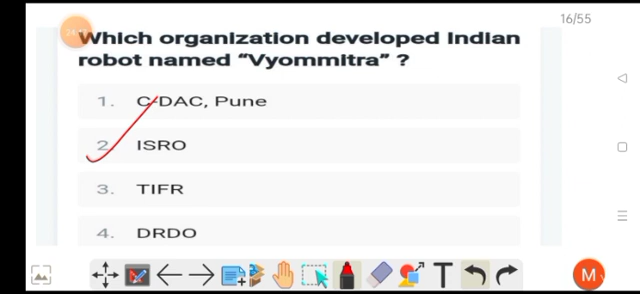 16/55
Which organization developed Indian
robot named “Vyommitra” ?
1. C-DAC, Pune
2. ISRO
3. TIFR
4. DRDO
T
M